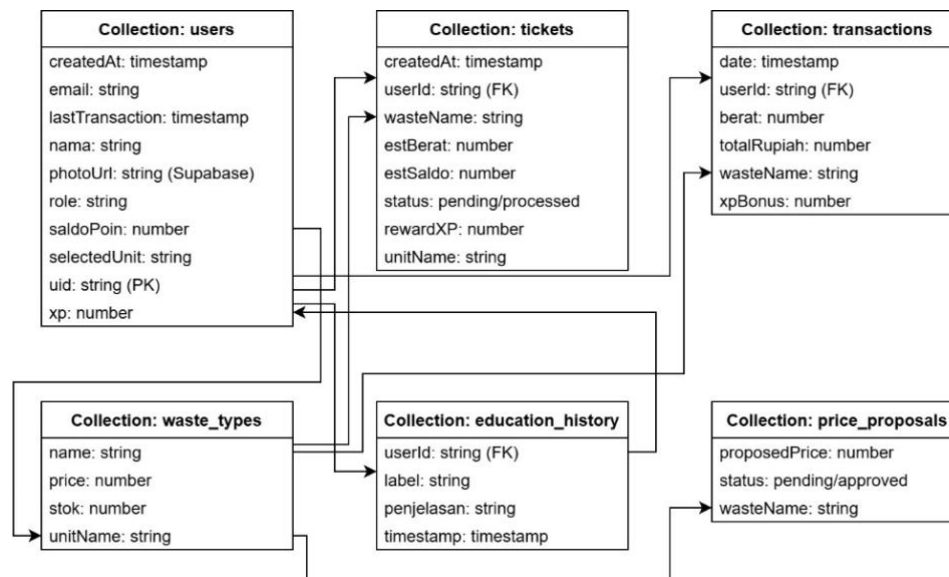 Collection: users
createdAt: timestamp
email: string
lastTransaction: timestamp
nama: string
photoUrl: string (Supabase)
role: string
saldoPoin: number
selectedUnit: string
uid: string (PK)
xp: number
Collection: tickets
createdAt: timestamp
userId: string (FK)
wasteName: string
estBerat: number
estSaldo: number
status: pending/processed
rewardXP: number
unitName: string
Collection: transactions
date: timestamp
userId: string (FK)
berat: number
totalRupiah: number
wasteName: string
xpBonus: number
Collection: waste_types
name: string
price: number
stok: number
unitName: string
Collection: education_history
userId: string (FK)
label: string
penjelasan: string
timestamp: timestamp
Collection: price_proposals
proposedPrice: number
status: pending/approved
wasteName: string